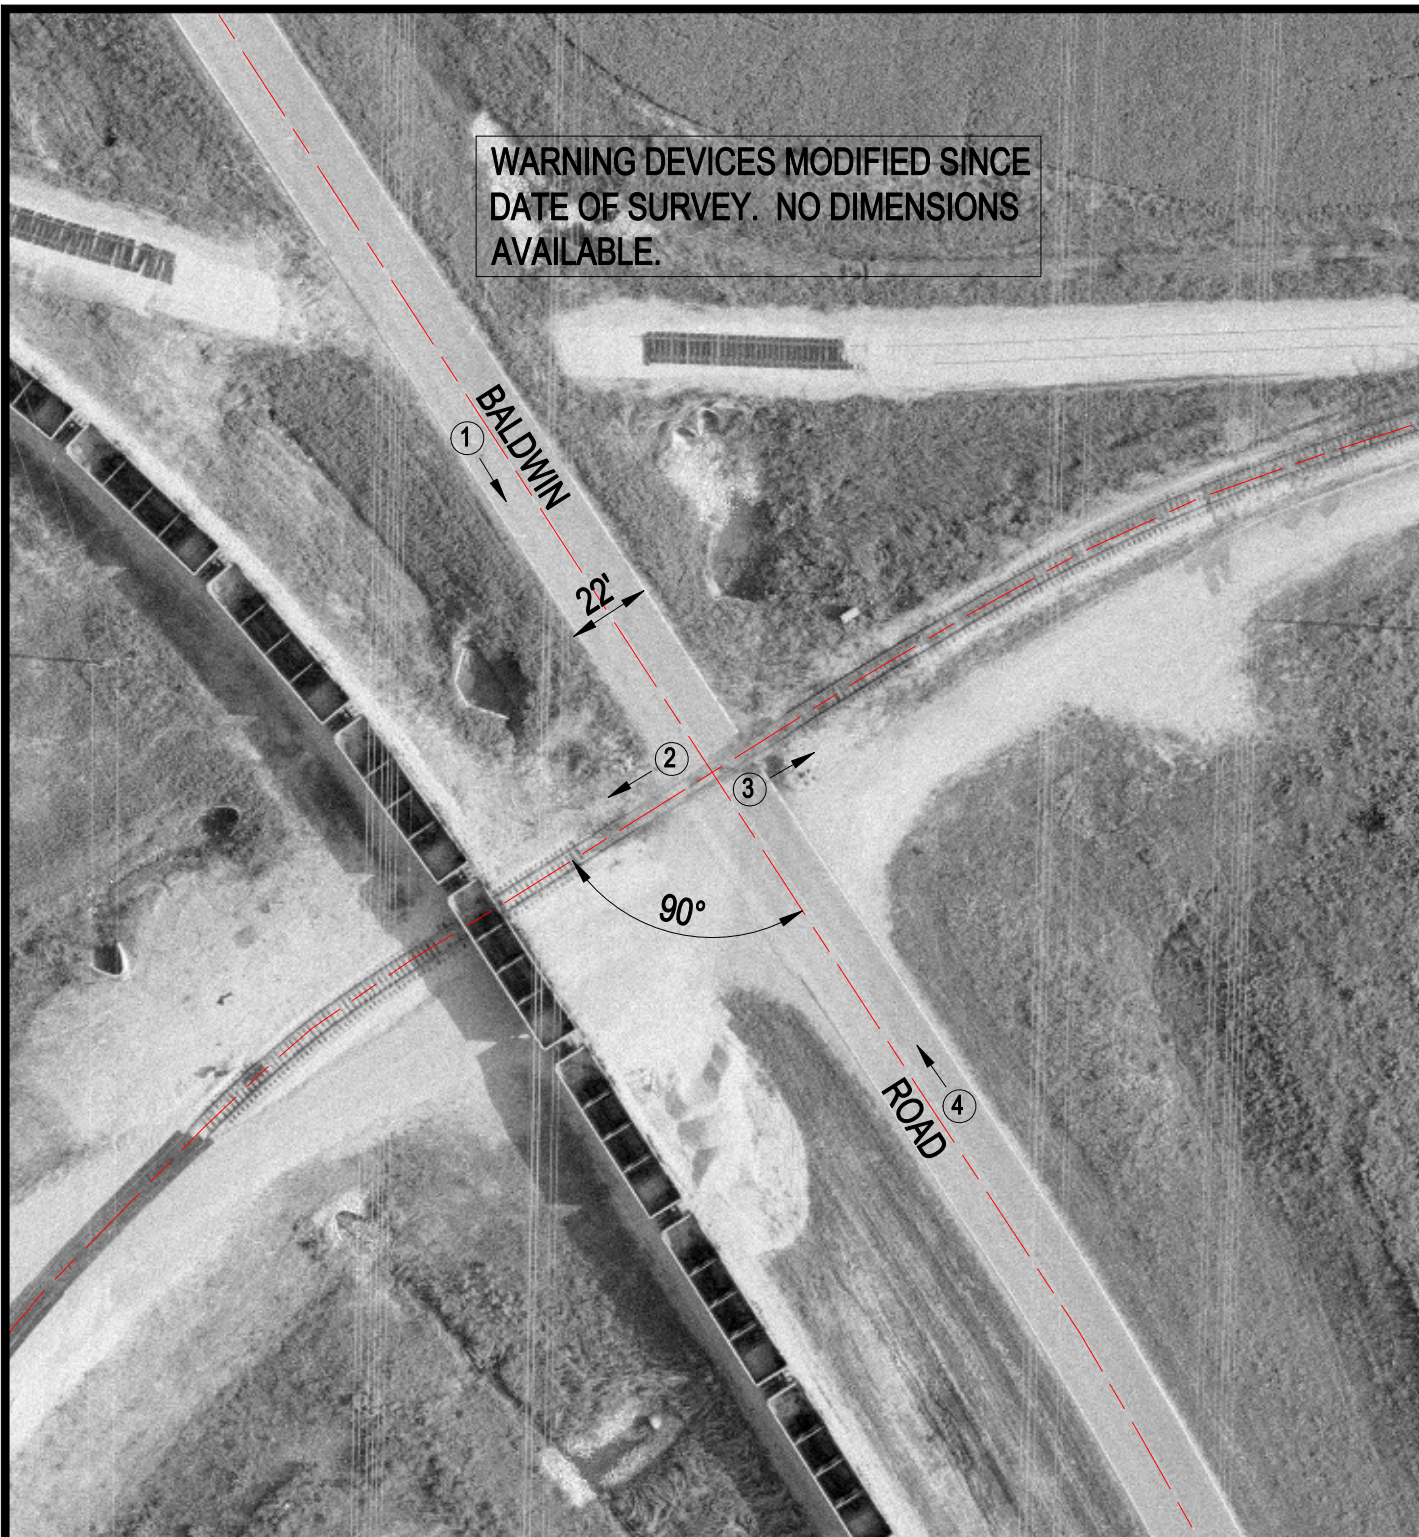 WARNING DEVICES MODIFIED SINCE
DATE OF SURVEY. NO DIMENSIONS
AVAILABLE.
BALDWIN
1
22'
2
3
90°
4
ROAD